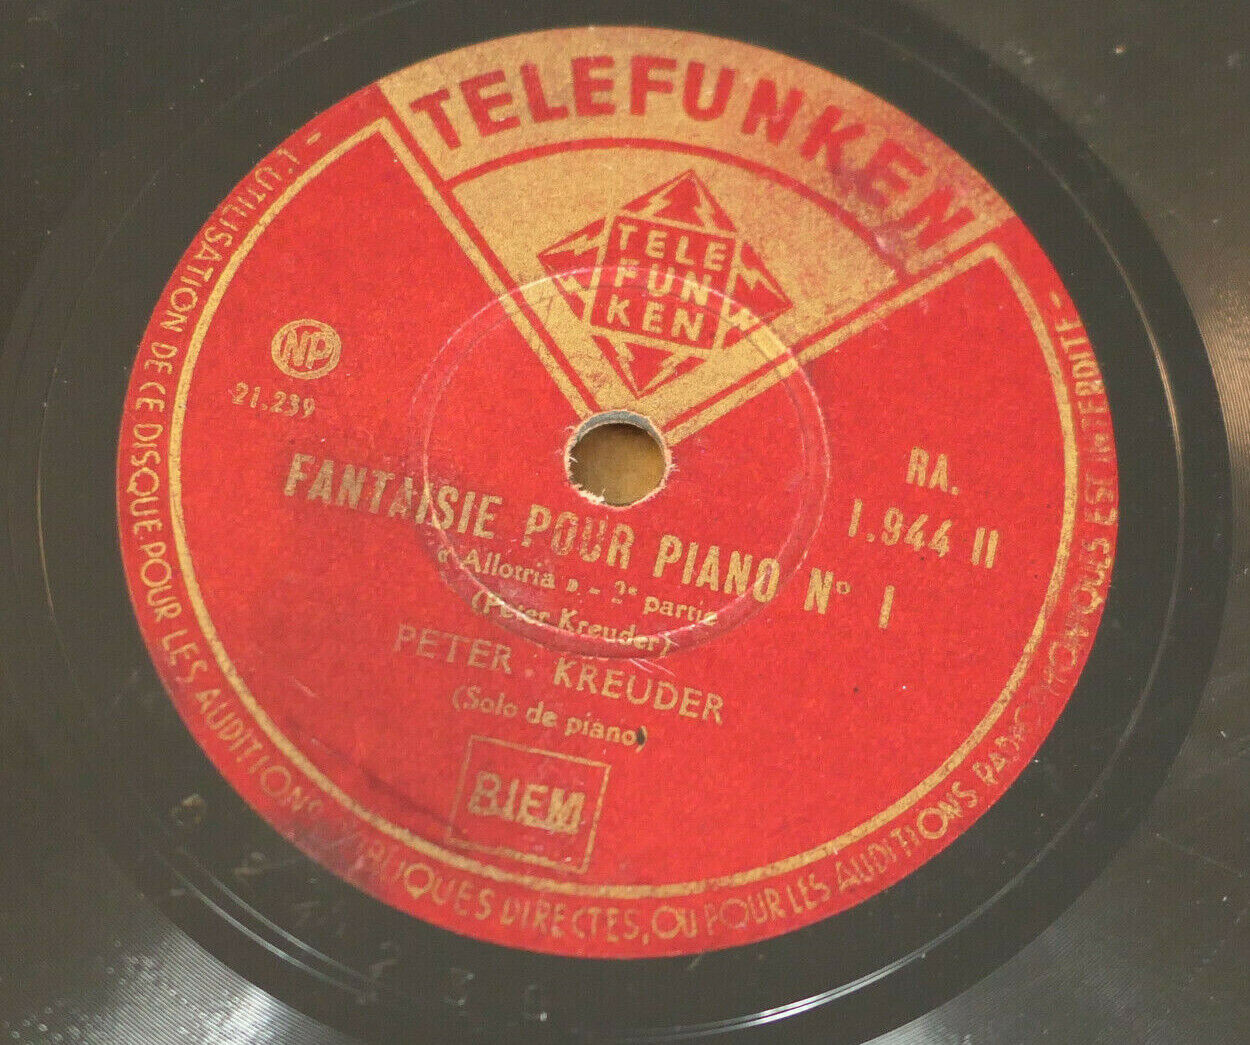 TELEFUNKEN
TELE
FUN
KEN
NP
21.239
RA.
1.944 II
FANTAISIE POUR PIANO Nº 1
« Allotria » - 2e partie
(Peter Kreuder)
PETER KREUDER
(Solo de piano)
BIEM
- L'UTILISATION DE CE DISQUE POUR LES AUDITIONS PUBLIQUES DIRECTES, OU POUR LES AUDITIONS PAR EST INTERDITE -